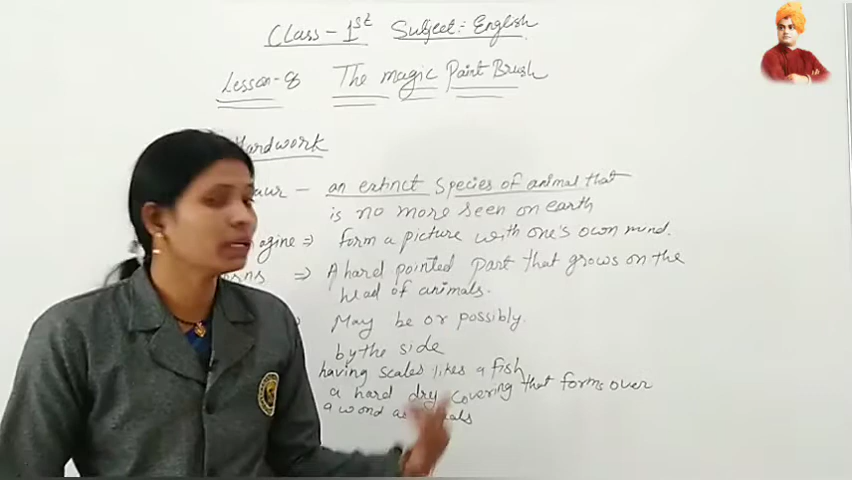 Class - 1st Subject:- English
Lesson-8 The magic Paint Brush
Hardwork
aur - an extinct species of animal that
is no more seen on earth
agine ⇒ form a picture with one's own mind.
orns ⇒ A hard pointed part that grows on the
head of animals.
May be or possibly.
by the side
having scales likes a fish
a hard dry covering that forms over
a wond as